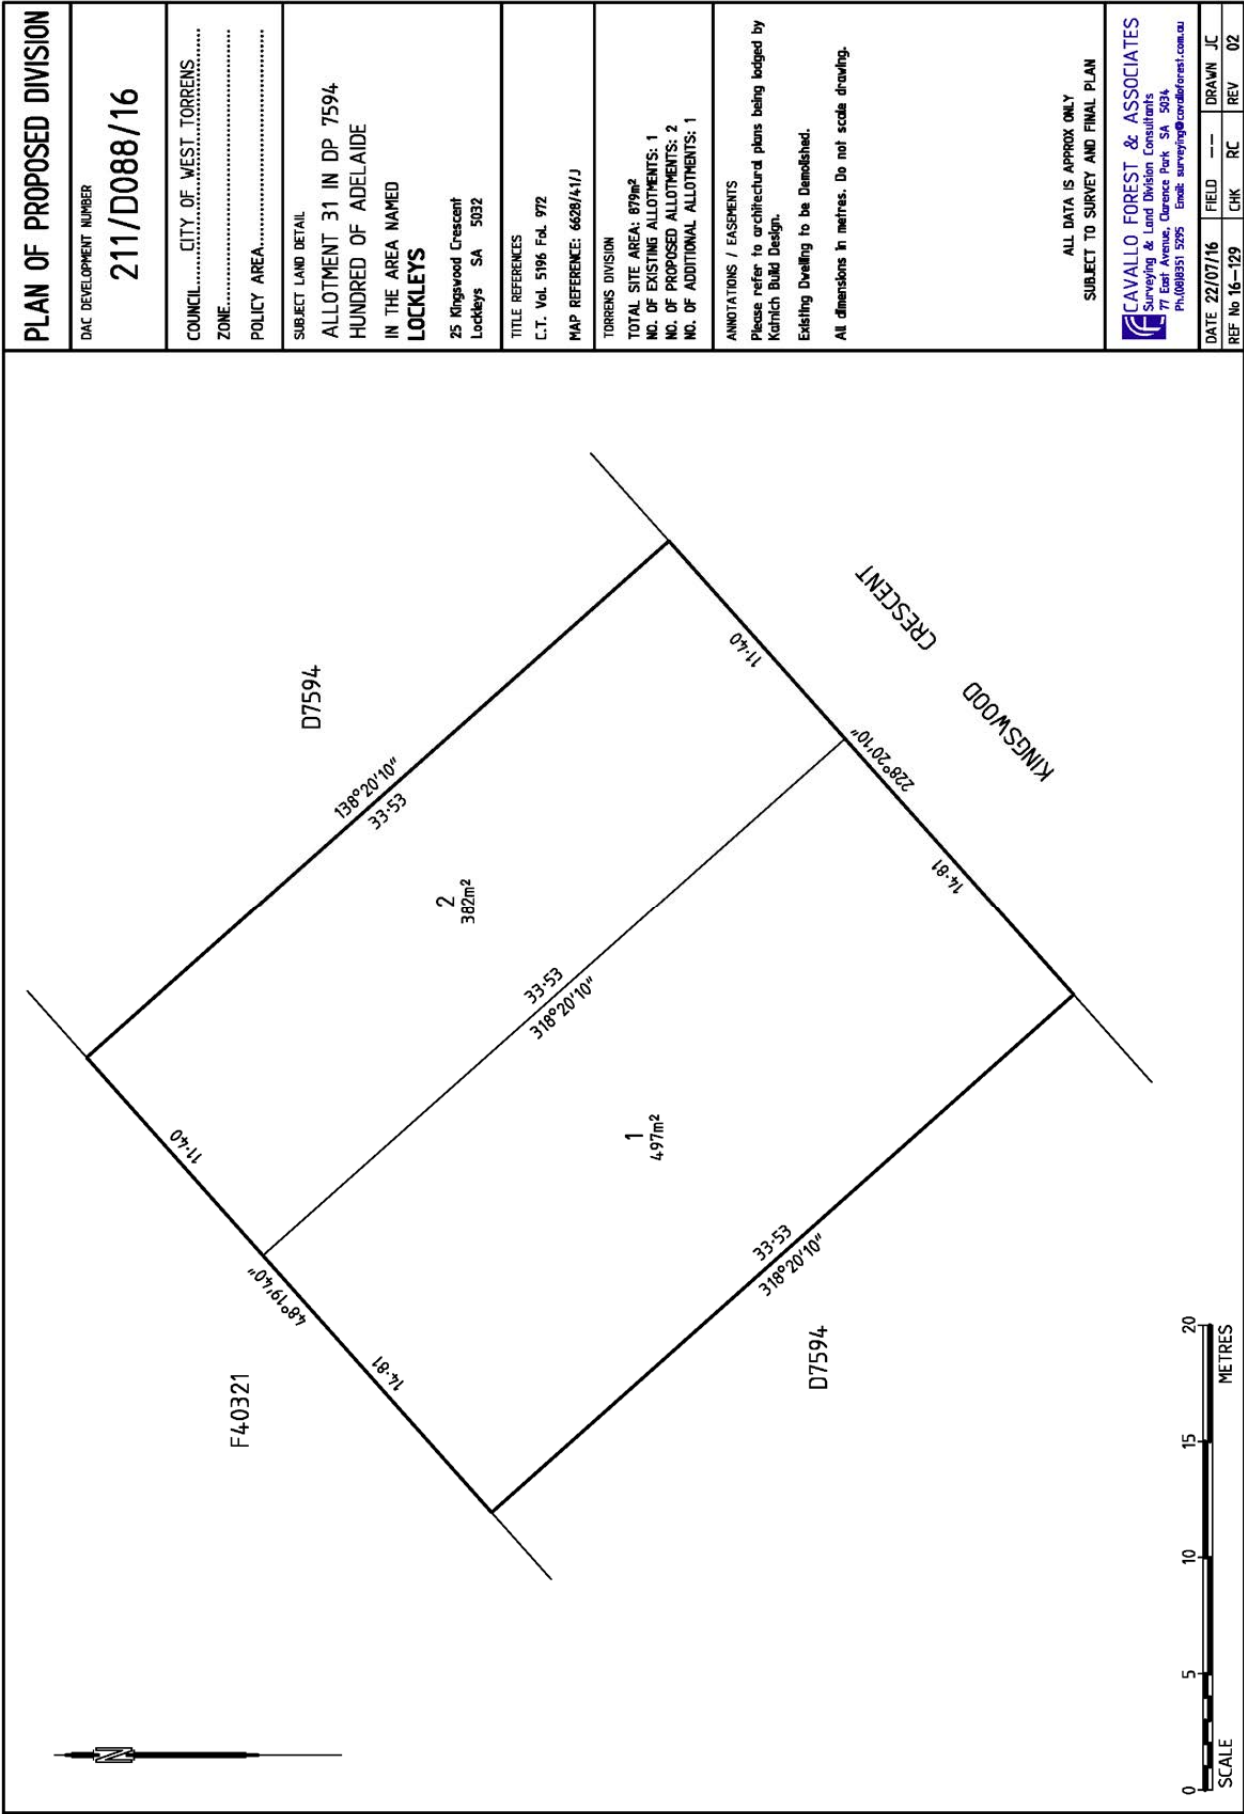 PLAN OF PROPOSED DIVISION
DAC DEVELOPMENT NUMBER
211/D088/16
COUNCIL............CITY OF WEST TORRENS............
ZONE............
POLICY AREA............
SUBJECT LAND DETAIL
ALLOTMENT 31 IN DP 7594
HUNDRED OF ADELAIDE
IN THE AREA NAMED
LOCKLEYS
25 Kingswood Crescent
Lockleys SA 5032
TITLE REFERENCES
C.T. Vol. 5196 Fol. 972
MAP REFERENCE: 6628/41/J
TORRENS DIVISION
TOTAL SITE AREA: 879m²
NO. OF EXISTING ALLOTMENTS: 1
NO. OF PROPOSED ALLOTMENTS: 2
NO. OF ADDITIONAL ALLOTMENTS: 1
ANNOTATIONS / EASEMENTS
Please refer to architectural plans being lodged by
Katnich Build Design.
Existing Dwelling to be Demolished.
All dimensions in metres. Do not scale drawing.
ALL DATA IS APPROX ONLY
SUBJECT TO SURVEY AND FINAL PLAN
CAVALLO FOREST & ASSOCIATES
Surveying & Land Division Consultants
77 East Avenue, Clarence Park SA 5034
Ph.(08)8351 5295 Email: surveying@cavalloforest.com.au
DATE 22/07/16 FIELD -- DRAWN JC
REF No 16-129 CHK RC REV 02
N
F40321
D7594
D7594
11·40
48°19'40"
14·81
138°20'10"
33·53
2
382m²
33·53
318°20'10"
1
497m²
33·53
318°20'10"
11·40
228°20'10"
14·81
KINGSWOOD CRESCENT
0 5 10 15 20
SCALE METRES